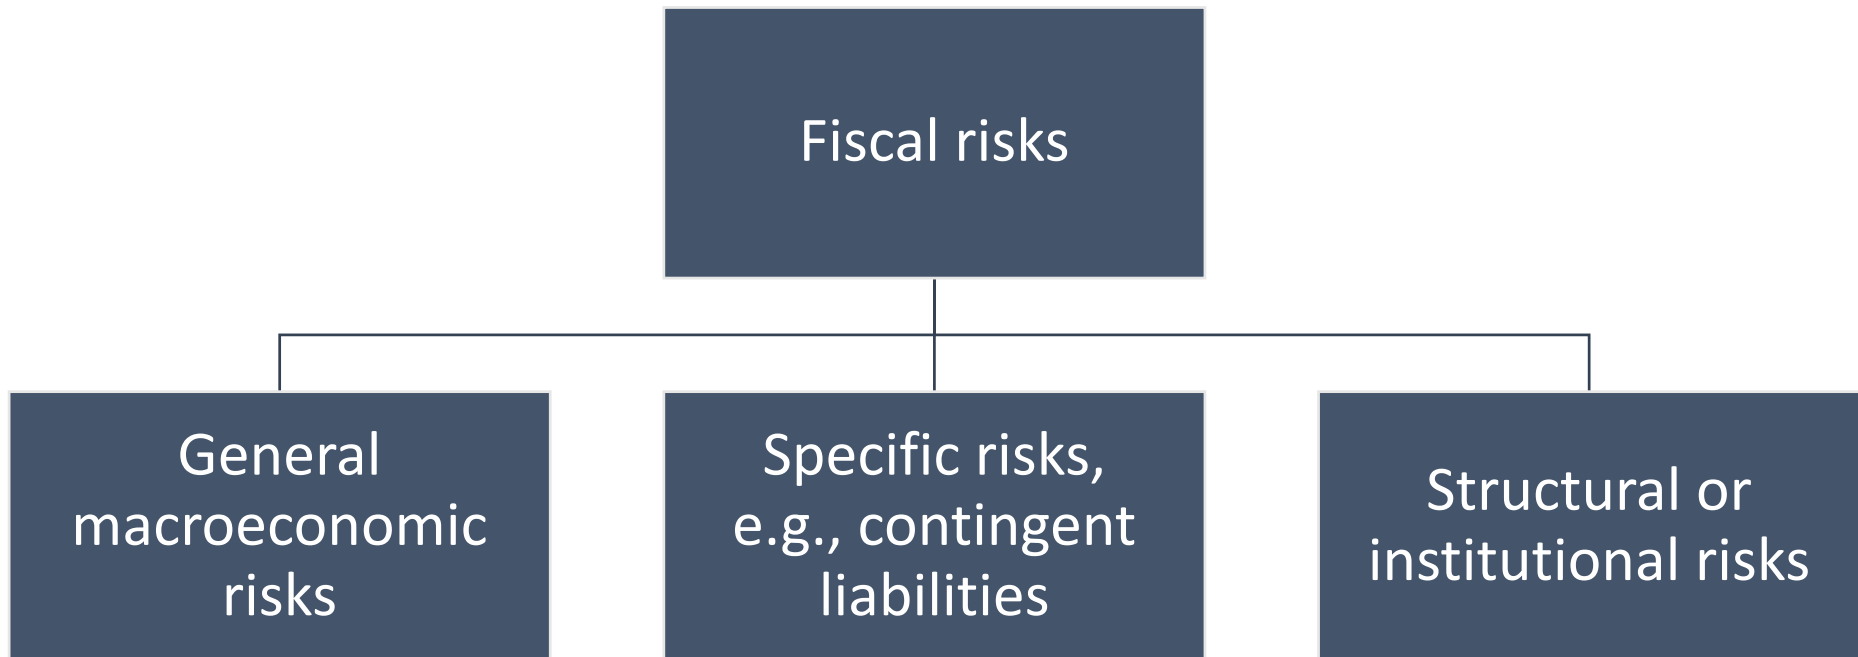 Fiscal risks
General
macroeconomic
risks
Specific risks,
e.g., contingent
liabilities
Structural or
institutional risks